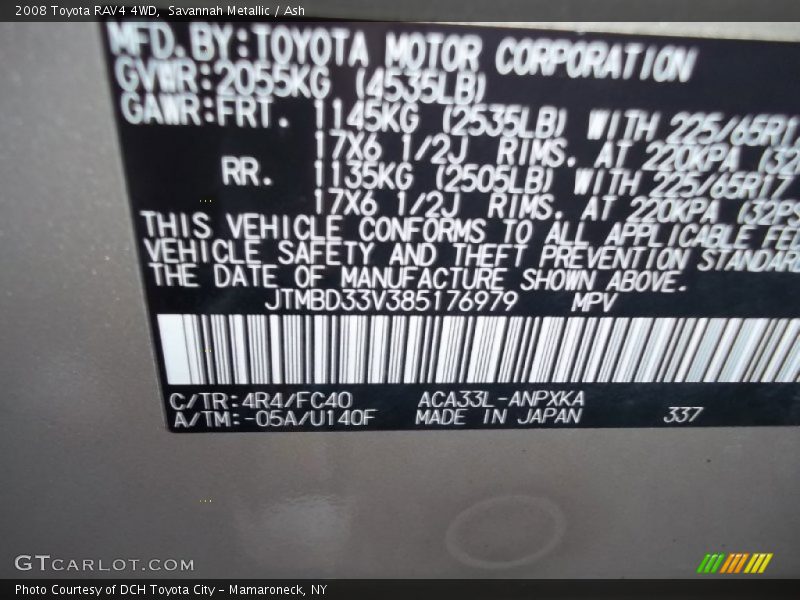 2008 Toyota RAV4 4WD, Savannah Metallic / Ash
MFD. BY: TOYOTA MOTOR CORPORATION
GVWR: 2055KG (4535LB)
GAWR: FRT. 1145KG (2535LB) WITH 225/65R17
17X6 1/2J RIMS. AT 220KPA (32
RR. 1135KG (2505LB) WITH 225/65R17
17X6 1/2J RIMS. AT 220KPA (32PS
THIS VEHICLE CONFORMS TO ALL APPLICABLE FE
VEHICLE SAFETY AND THEFT PREVENTION STANDAR
THE DATE OF MANUFACTURE SHOWN ABOVE.
JTMBD33V385176979 MPV
C/TR: 4R4/FC40 ACA33L-ANPXKA
A/TM: -05A/U140F MADE IN JAPAN 337
GTCARLOT.COM
Photo Courtesy of DCH Toyota City - Mamaroneck, NY